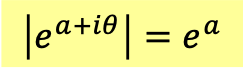 |e^{a+iθ}| = e^a